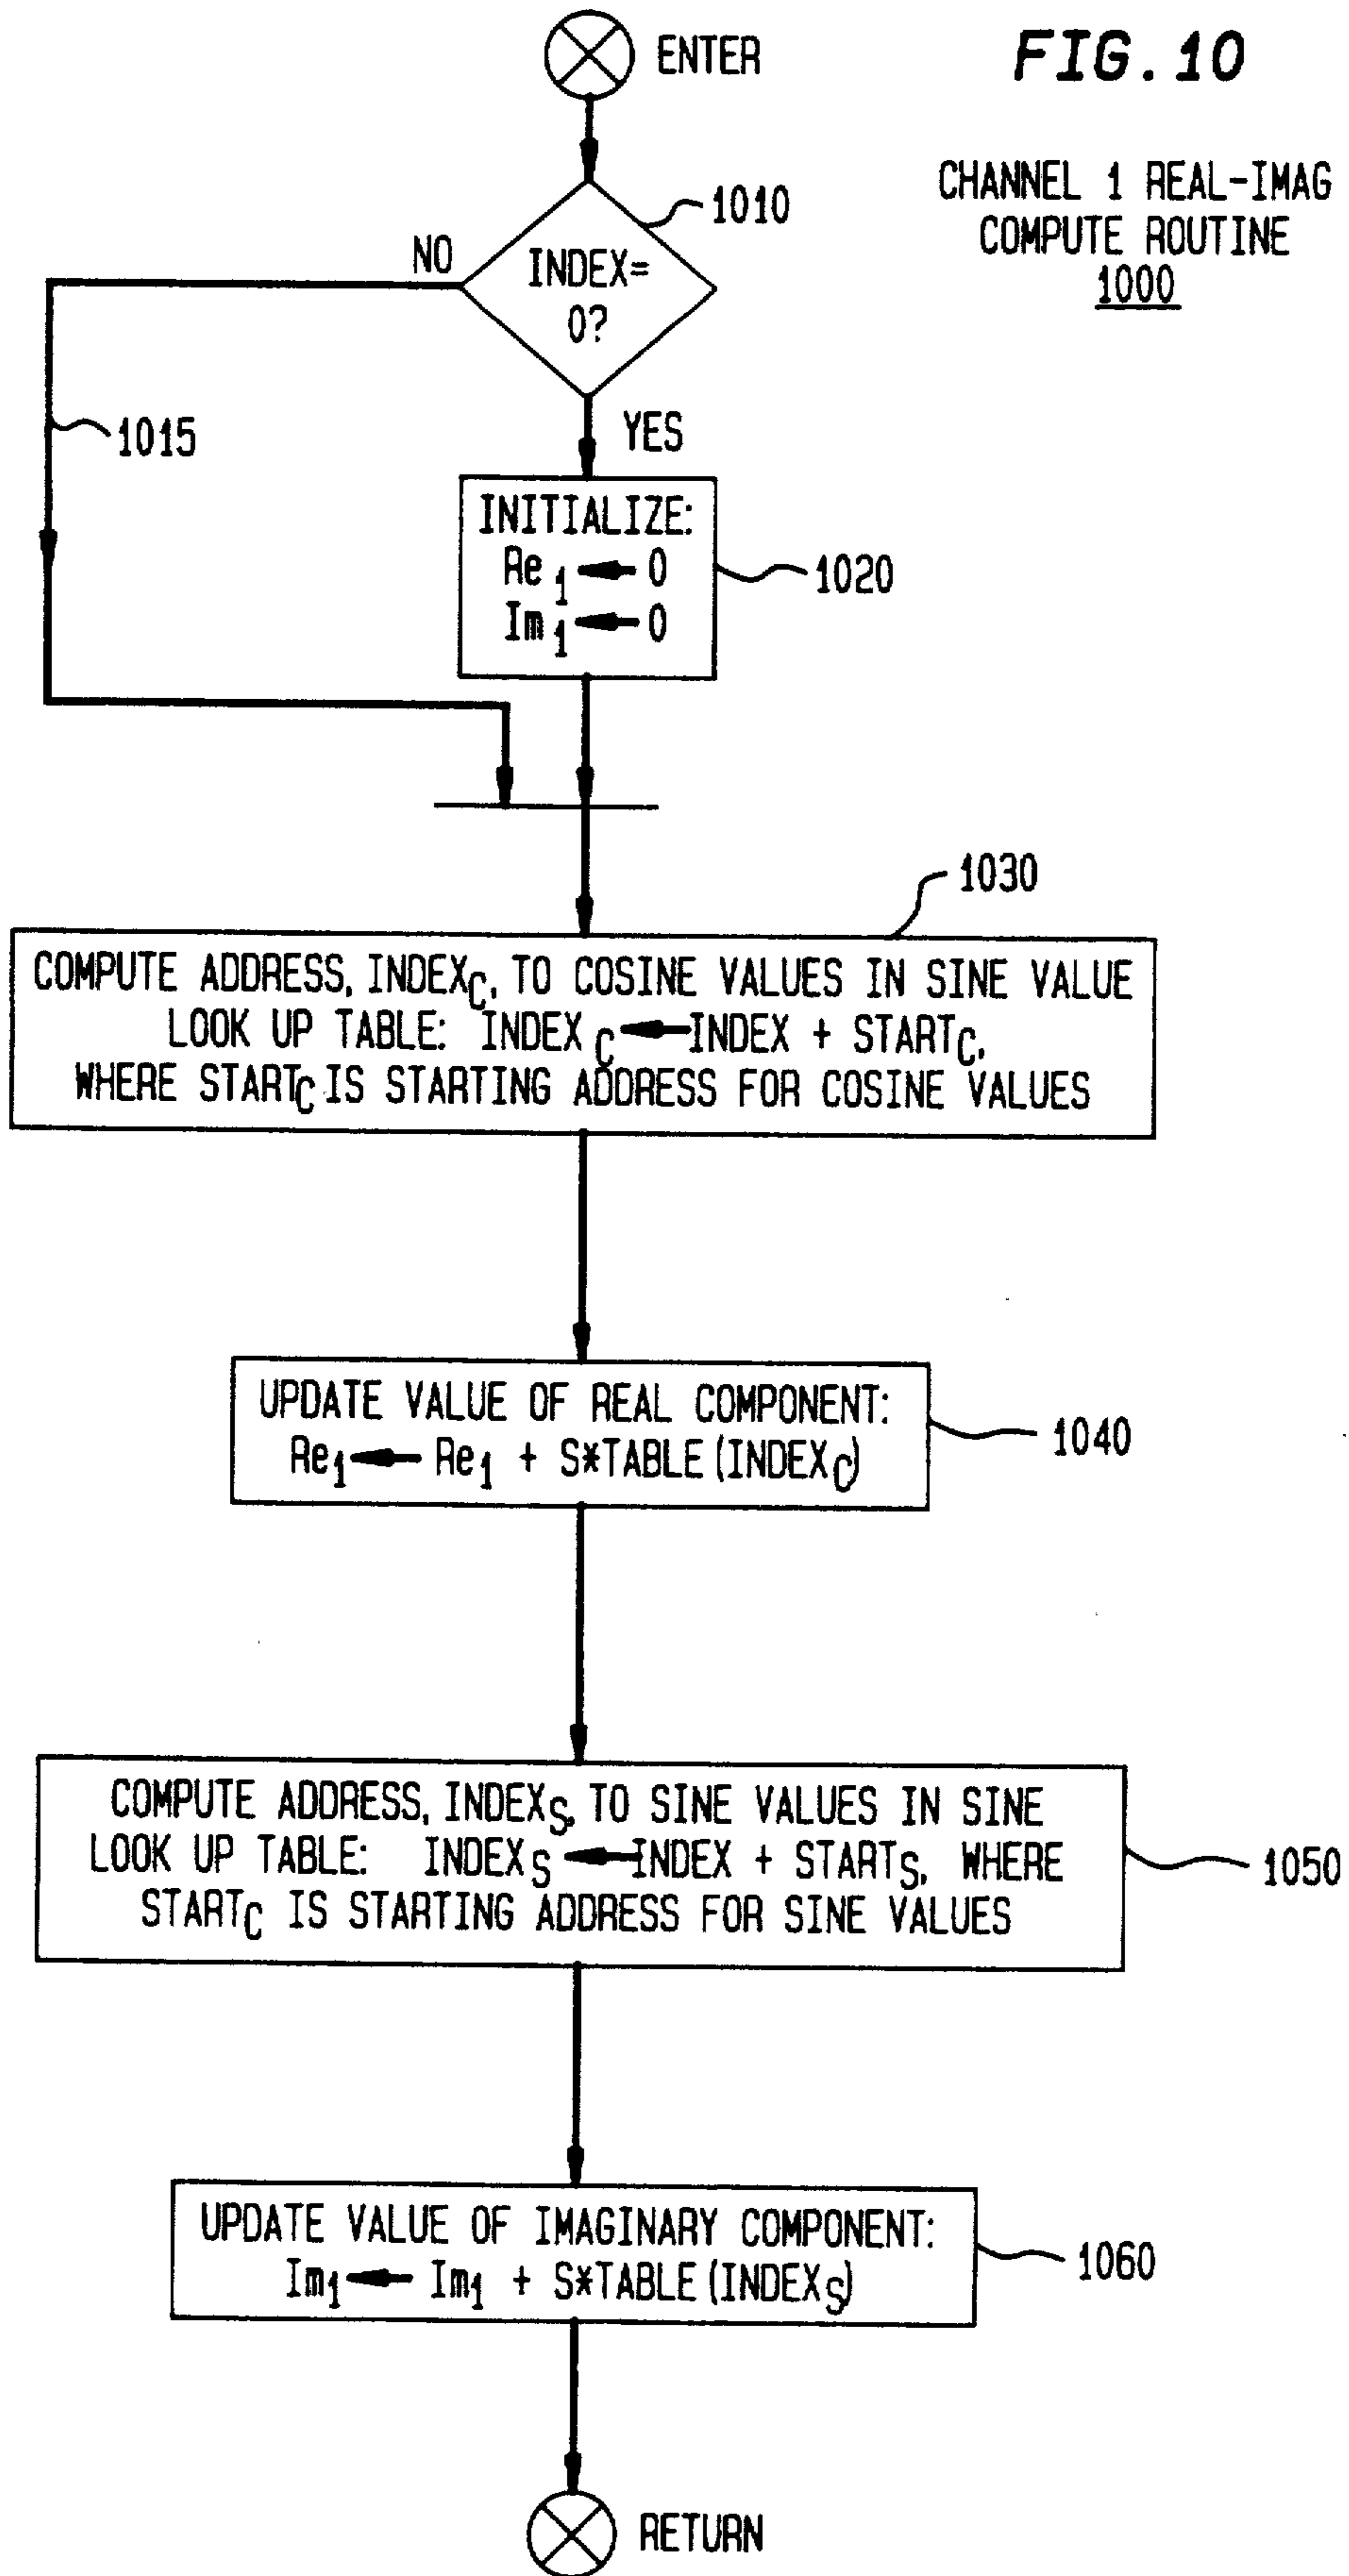 ENTER
FIG. 10
CHANNEL 1 REAL-IMAG
COMPUTE ROUTINE
1000
1010
NO
INDEX=
0?
1015
YES
INITIALIZE:
Re1 ← 0
Im1 ← 0
1020
1030
COMPUTE ADDRESS, INDEXC, TO COSINE VALUES IN SINE VALUE
LOOK UP TABLE: INDEXC ← INDEX + STARTC,
WHERE STARTC IS STARTING ADDRESS FOR COSINE VALUES
UPDATE VALUE OF REAL COMPONENT:
Re1 ← Re1 + S*TABLE(INDEXC)
1040
COMPUTE ADDRESS, INDEXS, TO SINE VALUES IN SINE
LOOK UP TABLE: INDEXS ← INDEX + STARTS, WHERE
STARTC IS STARTING ADDRESS FOR SINE VALUES
1050
UPDATE VALUE OF IMAGINARY COMPONENT:
Im1 ← Im1 + S*TABLE(INDEXS)
1060
RETURN